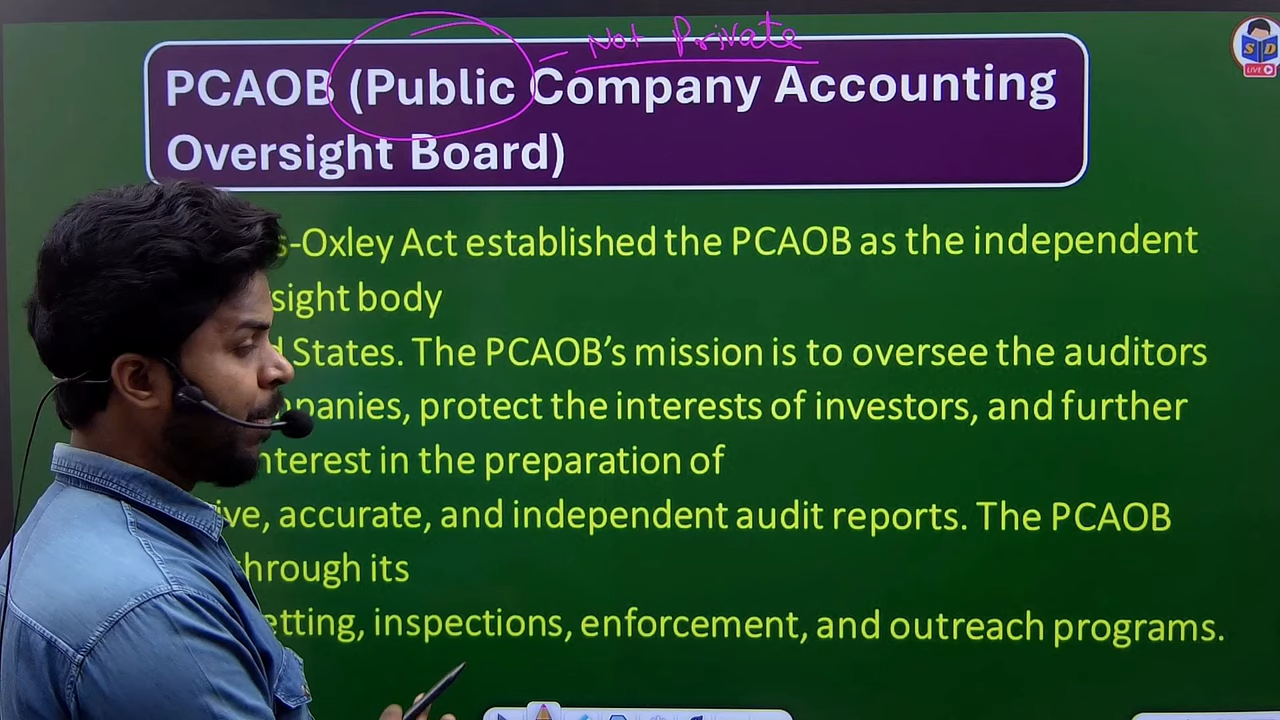 - Not Private
PCAOB (Public Company Accounting
Oversight Board)
-Oxley Act established the PCAOB as the independent
sight body
States. The PCAOB's mission is to oversee the auditors
panies, protect the interests of investors, and further
nterest in the preparation of
ive, accurate, and independent audit reports. The PCAOB
through its
etting, inspections, enforcement, and outreach programs.
S D
LIVE